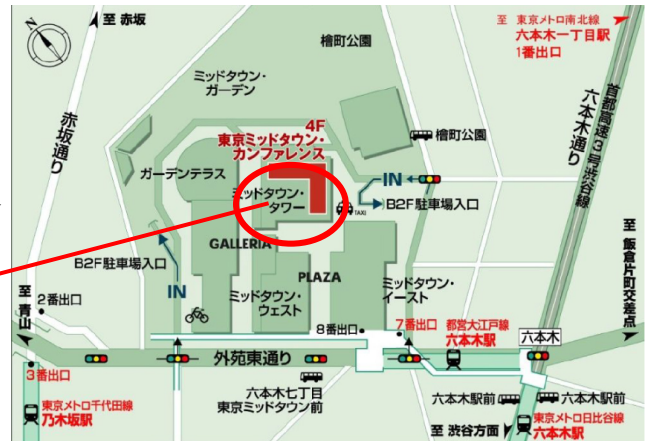 至 赤坂
至 東京メトロ南北線
六本木一丁目駅
1番出口
檜町公園
ミッドタウン・
ガーデン
赤坂通り
4F
東京ミッドタウン・
カンファレンス
首都高速3号渋谷線
六本木通り
檜町公園
ガーデンテラス
ミッドタウン・
タワー
IN
TAXI
B2F駐車場入口
GALLERIA
B2F駐車場入口
PLAZA
IN
ミッドタウン・
ウェスト
ミッドタウン・
イースト
至 飯倉片町交差点
至 青山
2番出口
8番出口
7番出口
都営大江戸線
六本木駅
六本木
外苑東通り
3番出口
東京メトロ千代田線
乃木坂駅
六本木七丁目
東京ミッドタウン前
六本木駅前
六本木駅前
至 渋谷方面
東京メトロ日比谷線
六本木駅